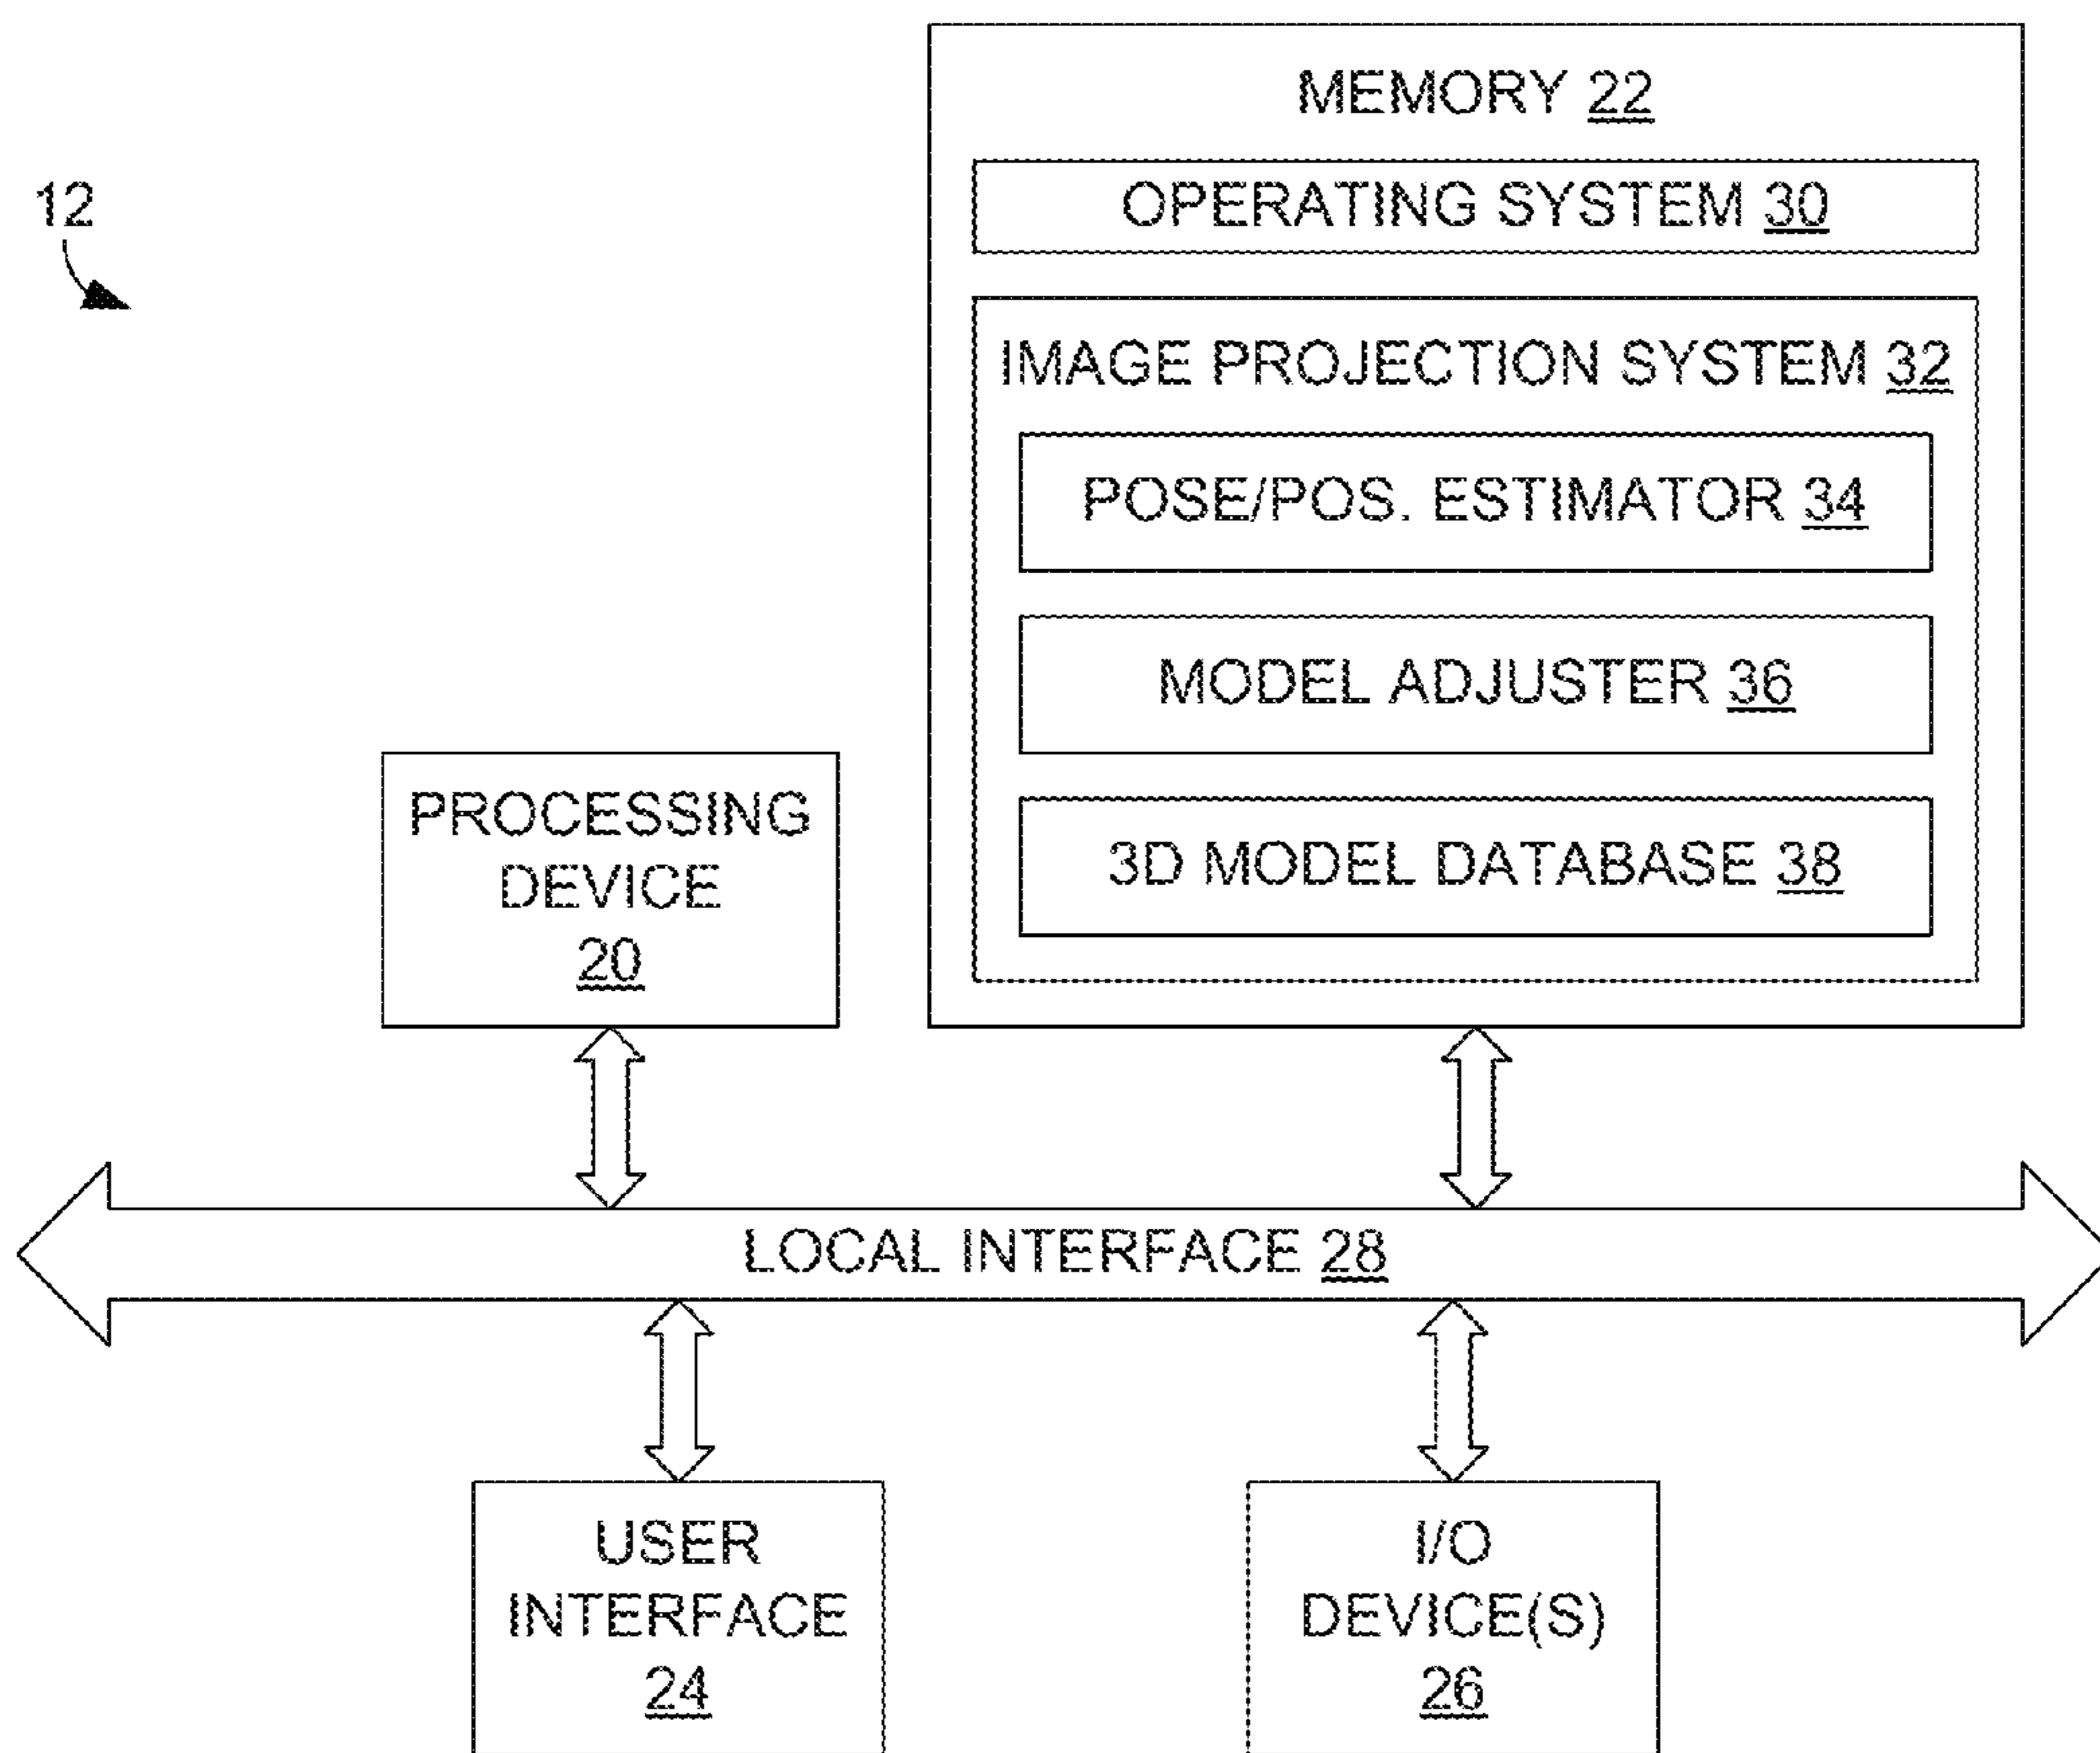 12
MEMORY 22
OPERATING SYSTEM 30
IMAGE PROJECTION SYSTEM 32
POSE/POS. ESTIMATOR 34
MODEL ADJUSTER 36
3D MODEL DATABASE 38
PROCESSING
DEVICE
20
LOCAL INTERFACE 28
USER
INTERFACE
24
I/O
DEVICE(S)
26